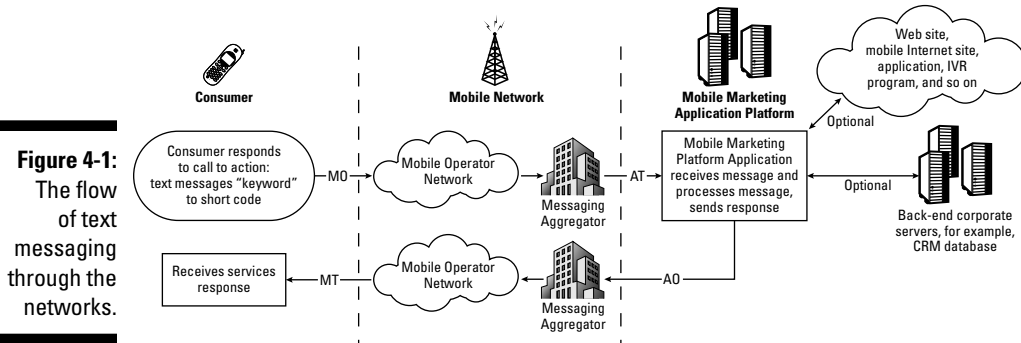 Figure 4-1:
The flow
of text
messaging
through the
networks.
Consumer
Mobile Network
Mobile Marketing
Application Platform
Web site,
mobile Internet site,
application, IVR
program, and so on
Optional
Consumer responds
to call to action:
text messages “keyword”
to short code
MO
Mobile Operator
Network
Messaging
Aggregator
AT
Mobile Marketing
Platform Application
receives message and
processes message,
sends response
Optional
Back-end corporate
servers, for example,
CRM database
Receives services
response
MT
Mobile Operator
Network
Messaging
Aggregator
AO